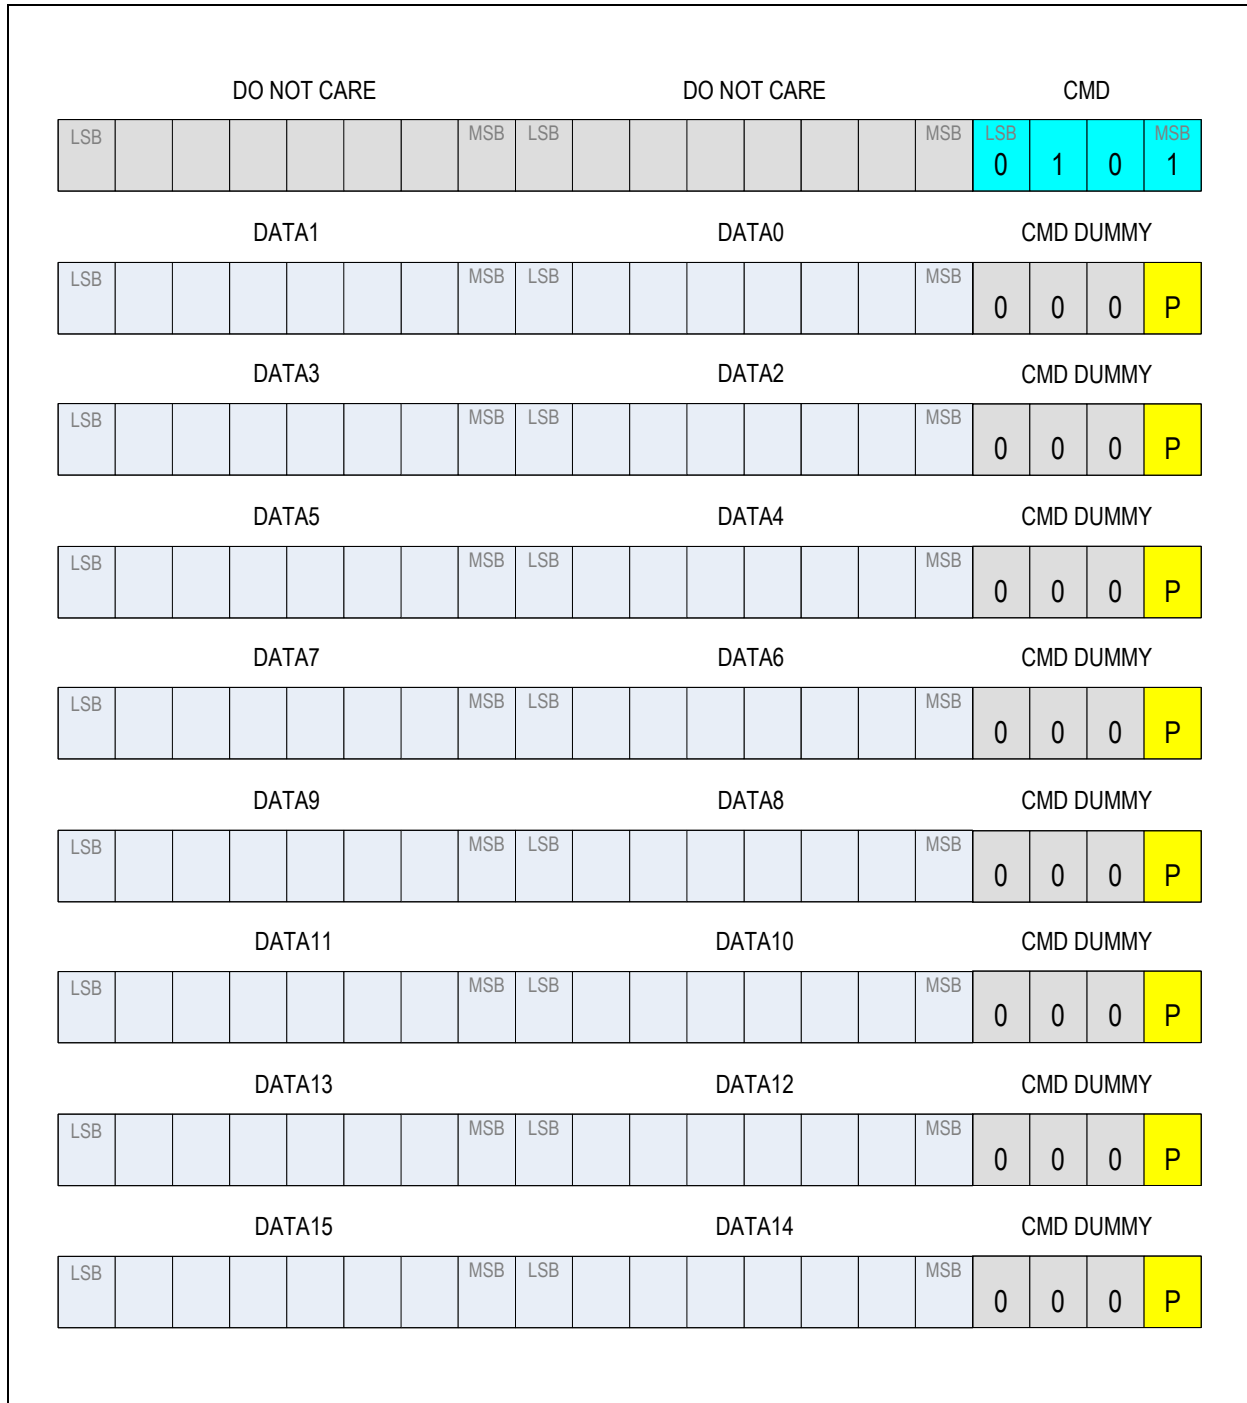 DO NOT CARE DO NOT CARE CMD
LSB MSB LSB MSB LSB MSB
0 1 0 1
DATA1 DATA0 CMD DUMMY
LSB MSB LSB MSB
0 0 0 P
DATA3 DATA2 CMD DUMMY
LSB MSB LSB MSB
0 0 0 P
DATA5 DATA4 CMD DUMMY
LSB MSB LSB MSB
0 0 0 P
DATA7 DATA6 CMD DUMMY
LSB MSB LSB MSB
0 0 0 P
DATA9 DATA8 CMD DUMMY
LSB MSB LSB MSB
0 0 0 P
DATA11 DATA10 CMD DUMMY
LSB MSB LSB MSB
0 0 0 P
DATA13 DATA12 CMD DUMMY
LSB MSB LSB MSB
0 0 0 P
DATA15 DATA14 CMD DUMMY
LSB MSB LSB MSB
0 0 0 P